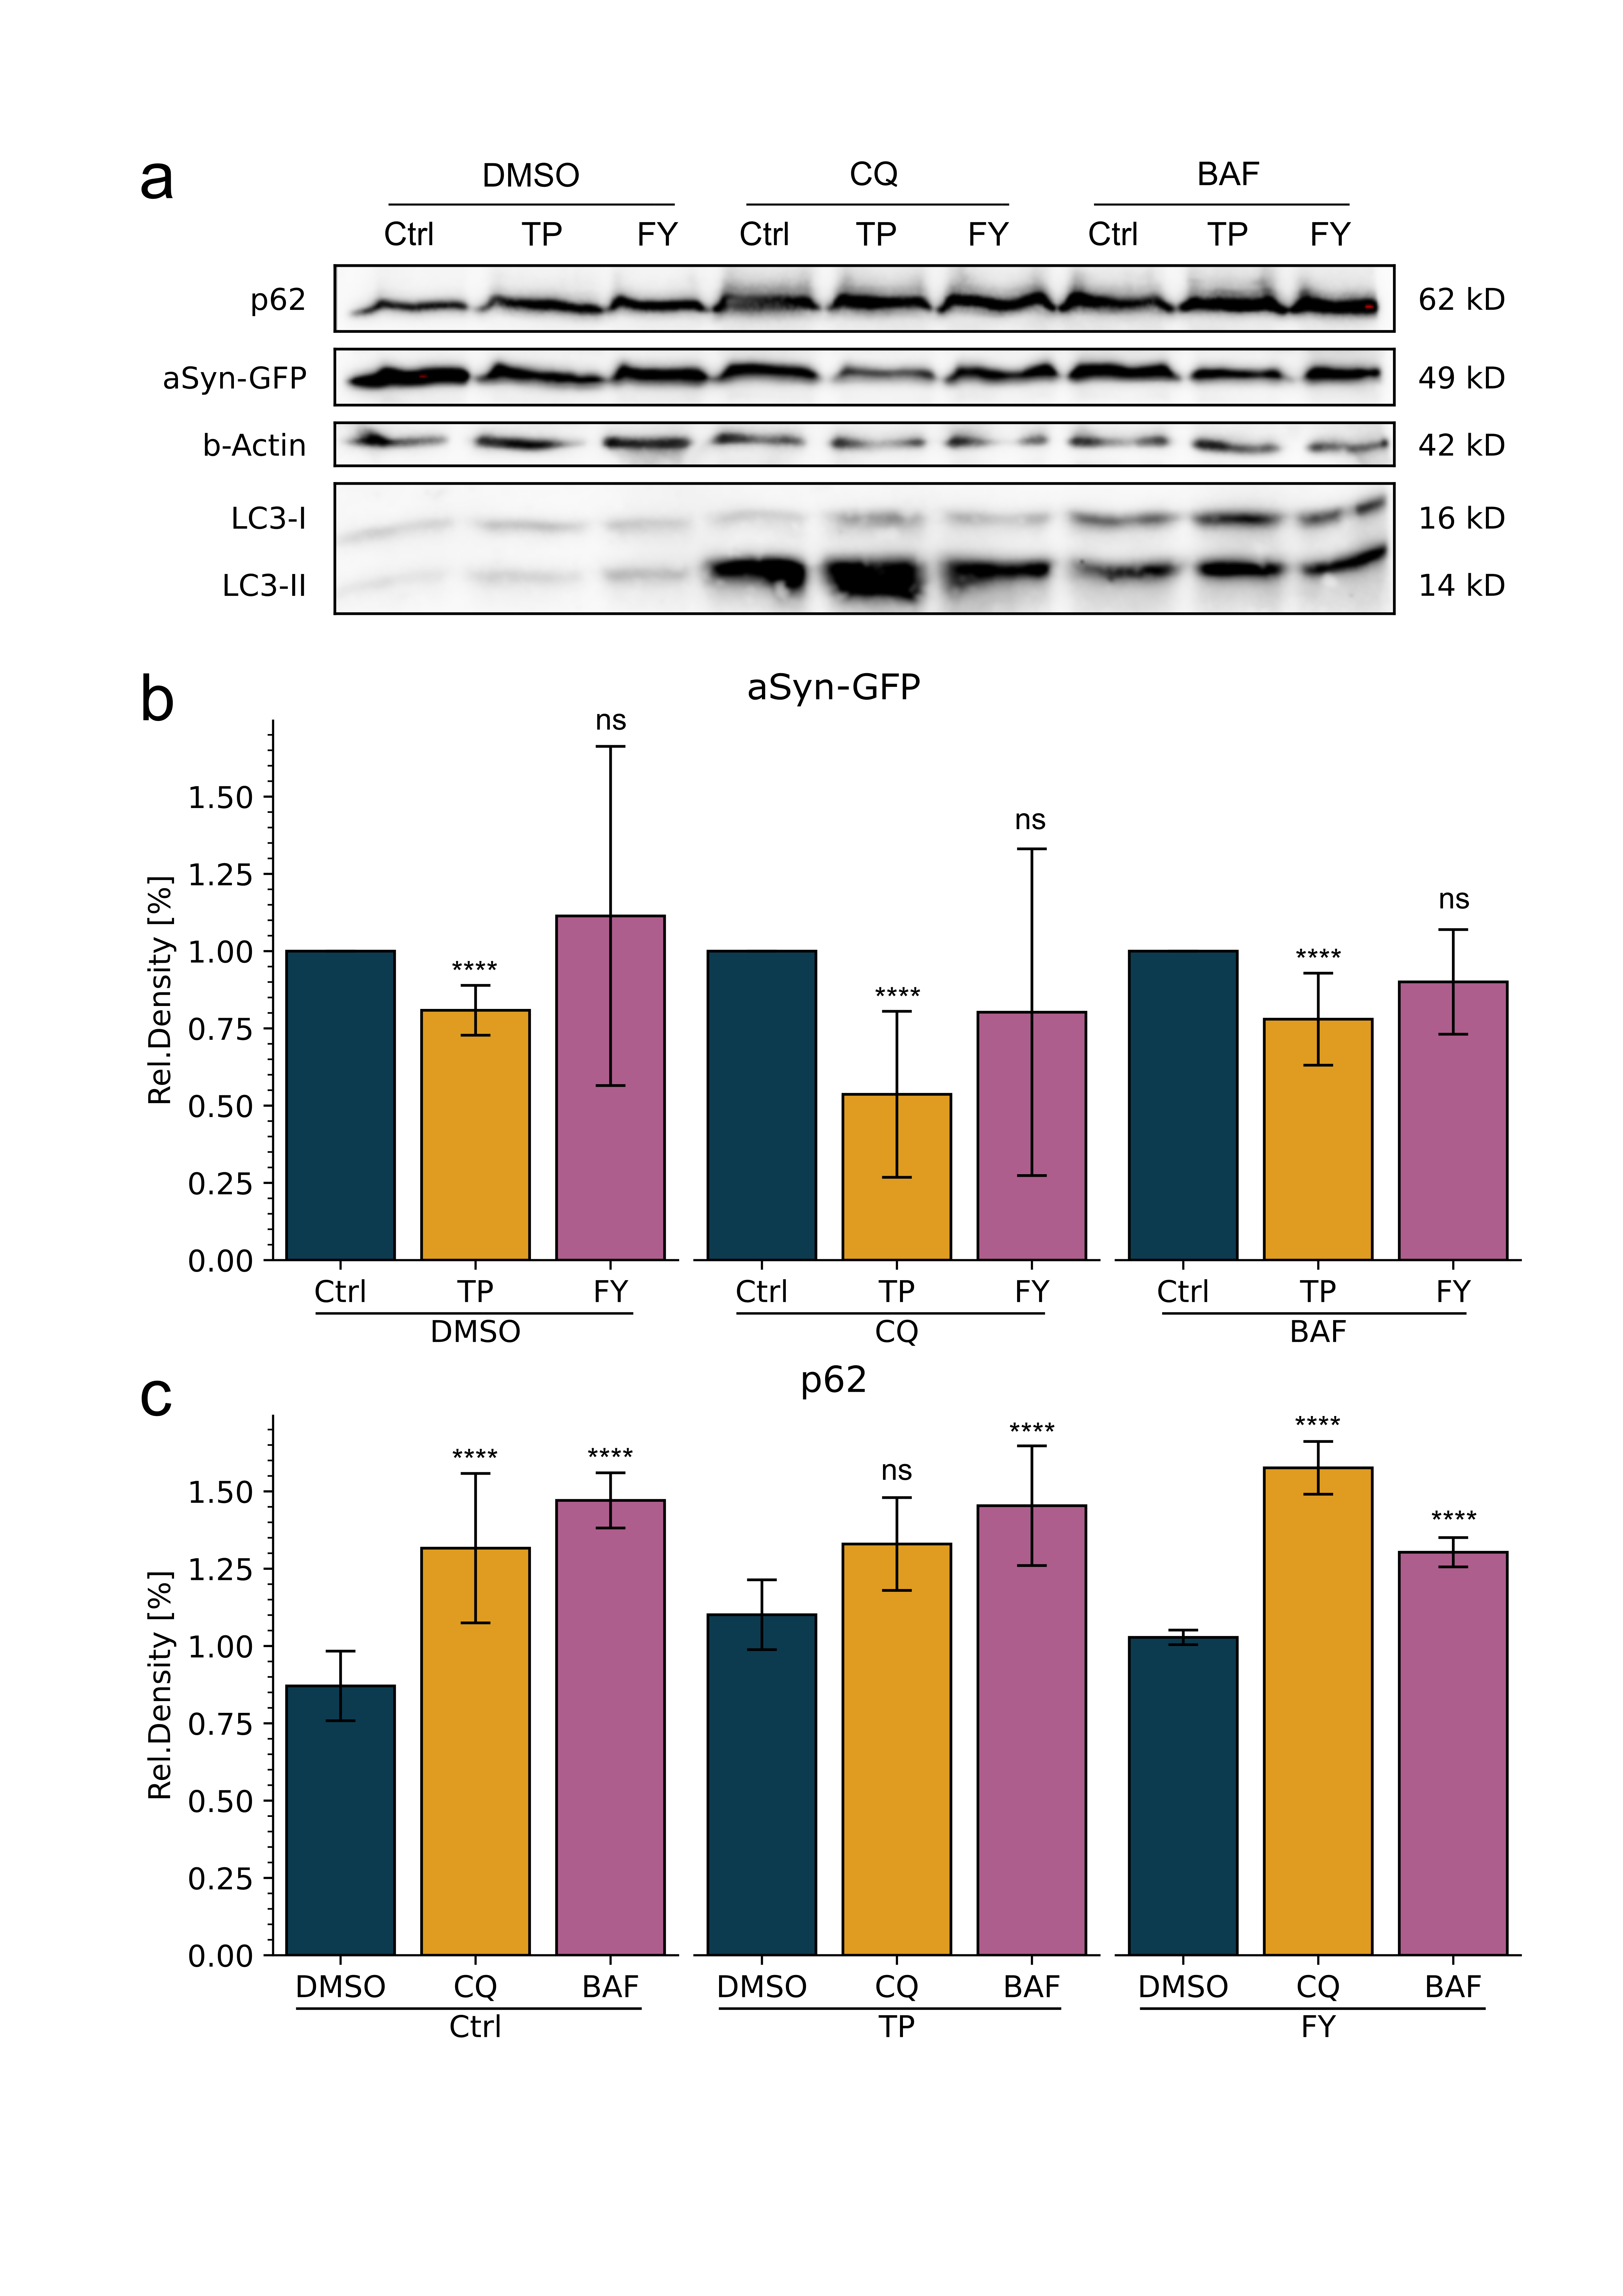 a
DMSO CQ BAF
Ctrl TP FY Ctrl TP FY Ctrl TP FY
p62 62 kD
aSyn-GFP 49 kD
b-Actin 42 kD
LC3-I 16 kD
LC3-II 14 kD
b
aSyn-GFP
Rel.Density [%]
1.50
1.25
1.00
0.75
0.50
0.25
0.00
**** ns
**** ns
**** ns
Ctrl TP FY Ctrl TP FY Ctrl TP FY
DMSO CQ BAF
c
p62
Rel.Density [%]
1.50
1.25
1.00
0.75
0.50
0.25
0.00
**** ****
ns ****
**** ****
DMSO CQ BAF DMSO CQ BAF DMSO CQ BAF
Ctrl TP FY